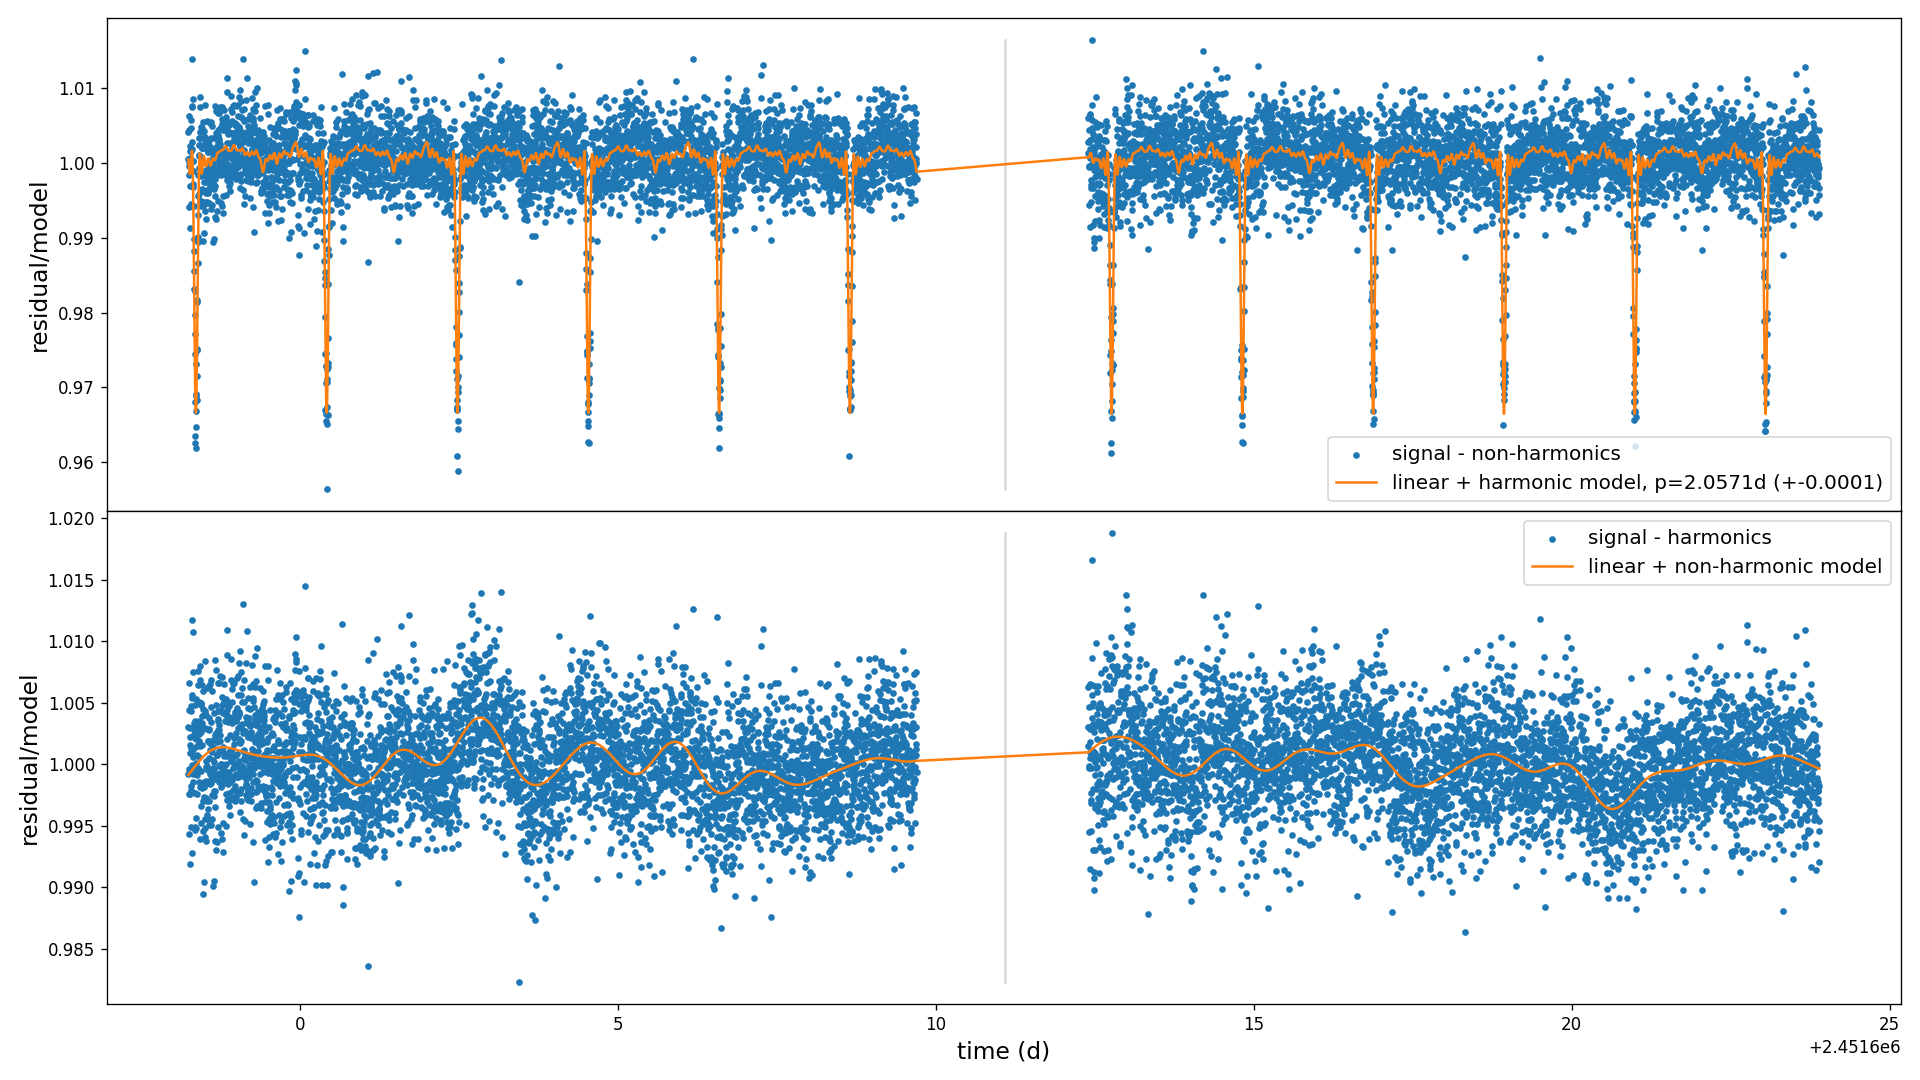 residual/model
1.01
1.00
0.99
0.98
0.97
0.96
signal - non-harmonics
linear + harmonic model, p=2.0571d (+-0.0001)
residual/model
1.020
1.015
1.010
1.005
1.000
0.995
0.990
0.985
signal - harmonics
linear + non-harmonic model
0
5
10
15
20
25
time (d)
+2.4516e6